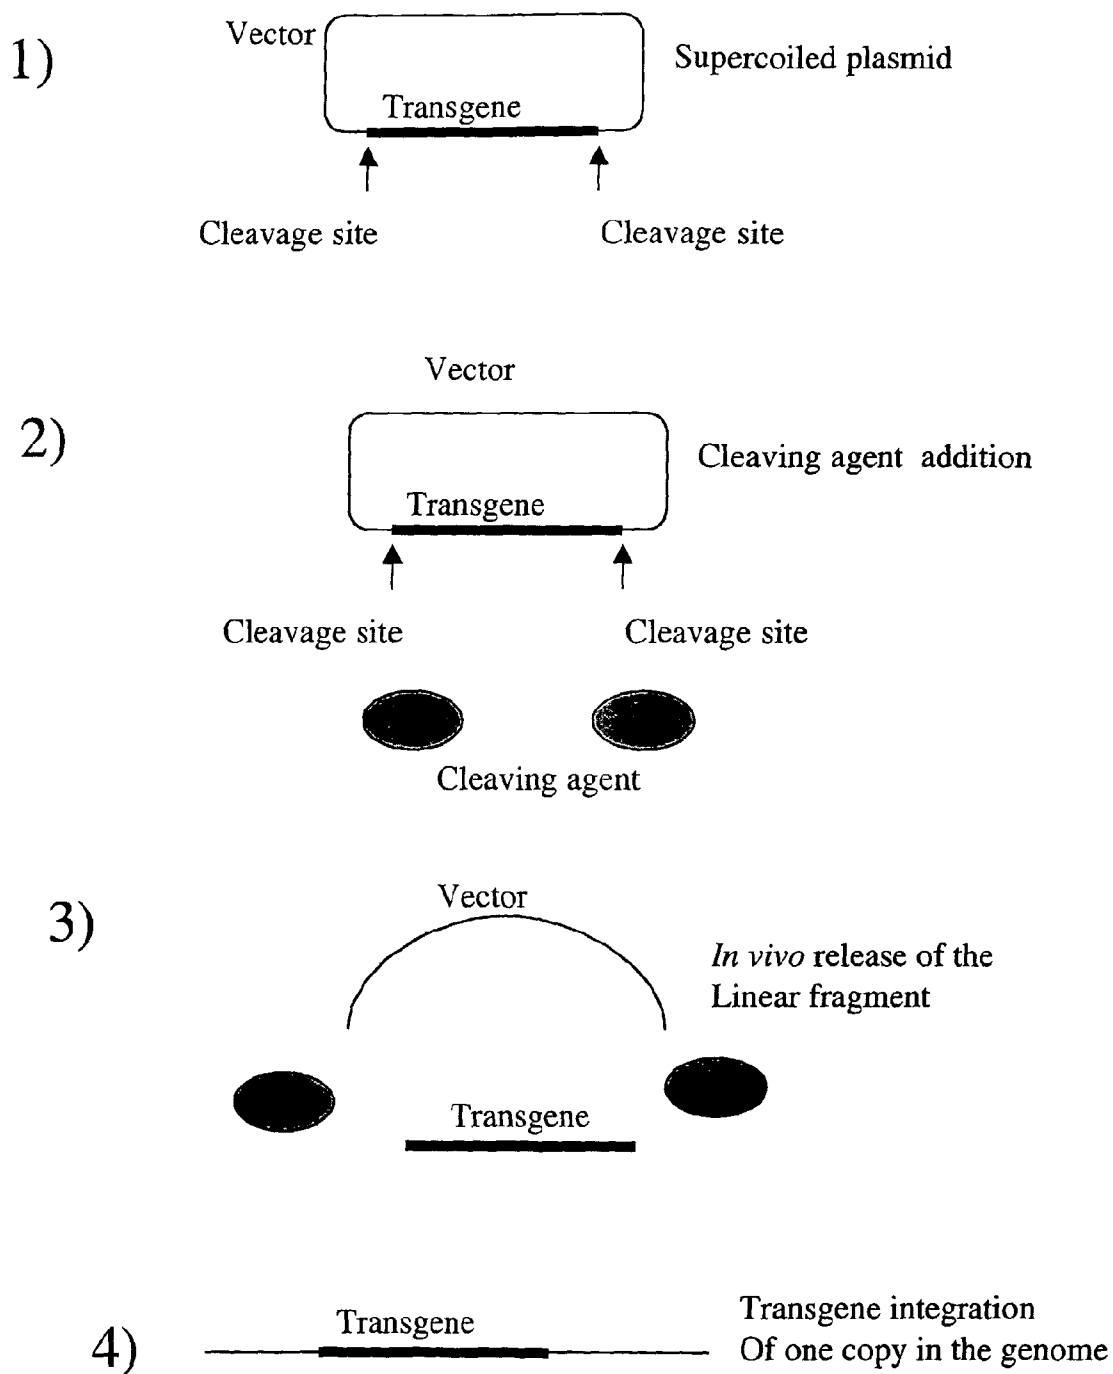 1)
Vector
Supercoiled plasmid
Transgene
Cleavage site
Cleavage site
Vector
2)
Cleaving agent addition
Transgene
Cleavage site
Cleavage site
Cleaving agent
Vector
3)
In vivo release of the
Linear fragment
Transgene
4)
Transgene
Transgene integration
Of one copy in the genome